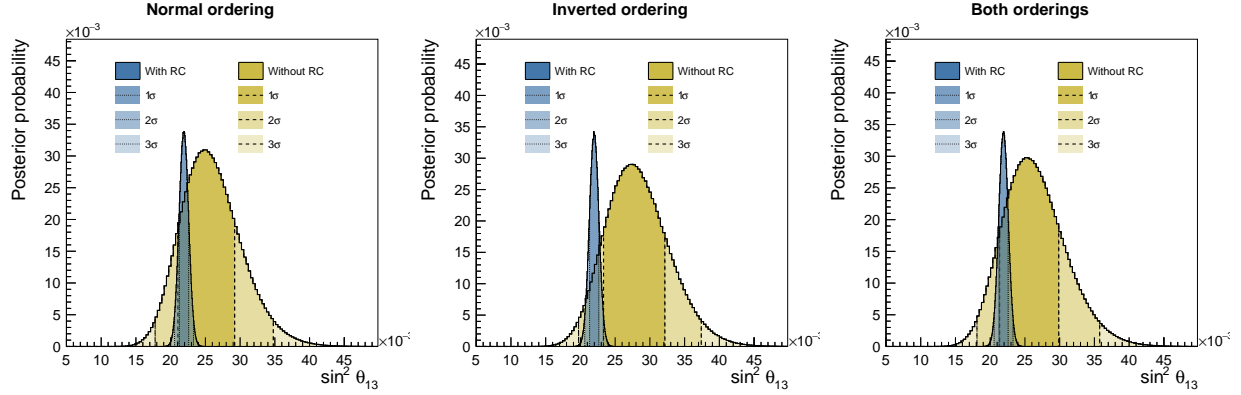 Normal ordering
×10⁻³
Posterior probability
45
40
35
30
25
20
15
10
5
0
With RC
Without RC
1σ
1σ
2σ
2σ
3σ
3σ
5 10 15 20 25 30 35 40 45
sin² θ₁₃
Inverted ordering
×10⁻³
Posterior probability
45
40
35
30
25
20
15
10
5
0
With RC
Without RC
1σ
1σ
2σ
2σ
3σ
3σ
5 10 15 20 25 30 35 40 45
sin² θ₁₃
Both orderings
×10⁻³
Posterior probability
45
40
35
30
25
20
15
10
5
0
With RC
Without RC
1σ
1σ
2σ
2σ
3σ
3σ
5 10 15 20 25 30 35 40 45
sin² θ₁₃